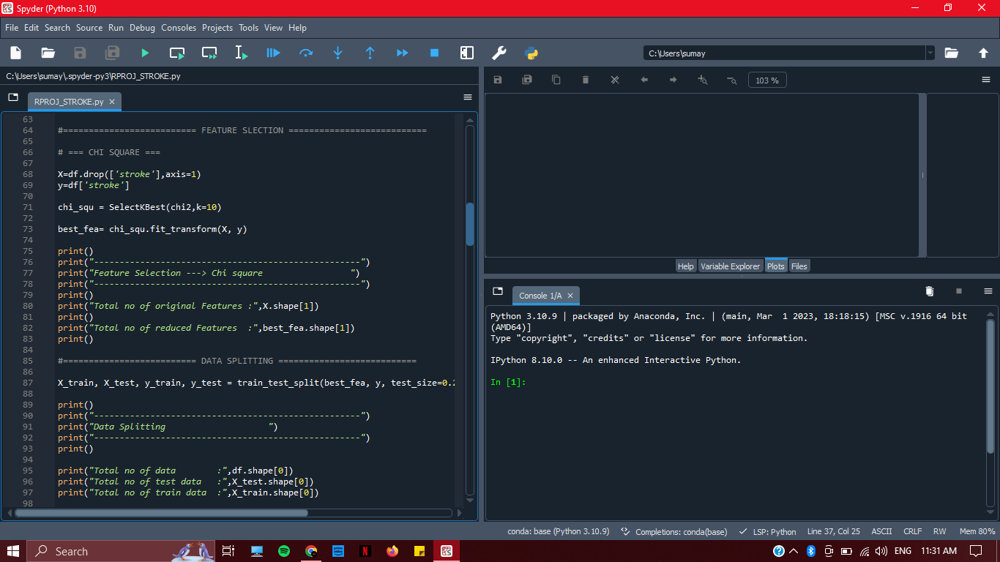 Spyder (Python 3.10)
File Edit Search Source Run Debug Consoles Projects Tools View Help
C:\Users\sumay
C:\Users\sumay\.spyder-py3\RPROJ_STROKE.py
RPROJ_STROKE.py
63
64 #========================== FEATURE SLECTION ===========================
65
66 # === CHI SQUARE ===
67
68 X=df.drop(['stroke'],axis=1)
69 y=df['stroke']
70
71 chi_squ = SelectKBest(chi2,k=10)
72
73 best_fea= chi_squ.fit_transform(X, y)
74
75 print()
76 print("----------------------------------------------------")
77 print("Feature Selection ---> Chi square                 ")
78 print("----------------------------------------------------")
79 print()
80 print("Total no of original Features :",X.shape[1])
81 print()
82 print("Total no of reduced Features  :",best_fea.shape[1])
83 print()
84
85 #========================== DATA SPLITTING ===========================
86
87 X_train, X_test, y_train, y_test = train_test_split(best_fea, y, test_size=0.2
88
89 print()
90 print("----------------------------------------------------")
91 print("Data Splitting                    ")
92 print("----------------------------------------------------")
93 print()
94
95 print("Total no of data        :",df.shape[0])
96 print("Total no of test data   :",X_test.shape[0])
97 print("Total no of train data  :",X_train.shape[0])
98
103 %
Help Variable Explorer Plots Files
Console 1/A
Python 3.10.9 | packaged by Anaconda, Inc. | (main, Mar  1 2023, 18:18:15) [MSC v.1916 64 bit
(AMD64)]
Type "copyright", "credits" or "license" for more information.
IPython 8.10.0 -- An enhanced Interactive Python.
In [1]:
conda: base (Python 3.10.9) Completions: conda(base) LSP: Python Line 37, Col 25 ASCII CRLF RW Mem 80%
Search ENG 11:31 AM